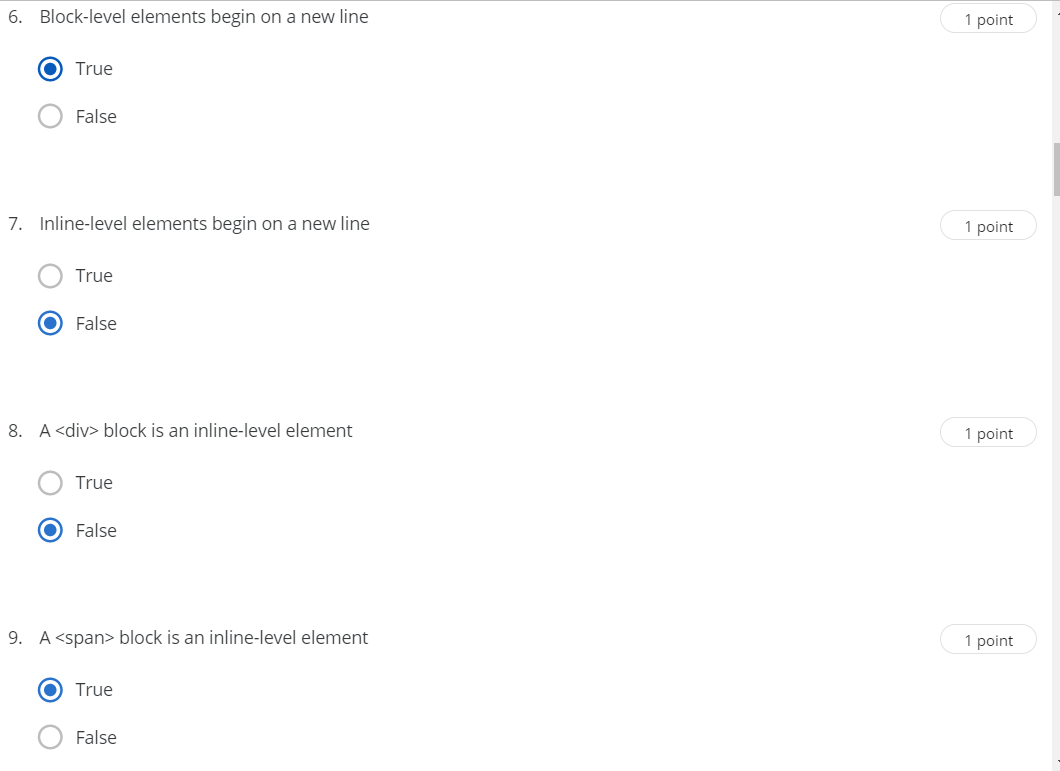 6. Block-level elements begin on a new line
1 point
True
False
7. Inline-level elements begin on a new line
1 point
True
False
8. A <div> block is an inline-level element
1 point
True
False
9. A <span> block is an inline-level element
1 point
True
False